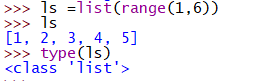 >>> ls =list(range(1,6))
>>> ls
[1, 2, 3, 4, 5]
>>> type(ls)
<class 'list'>